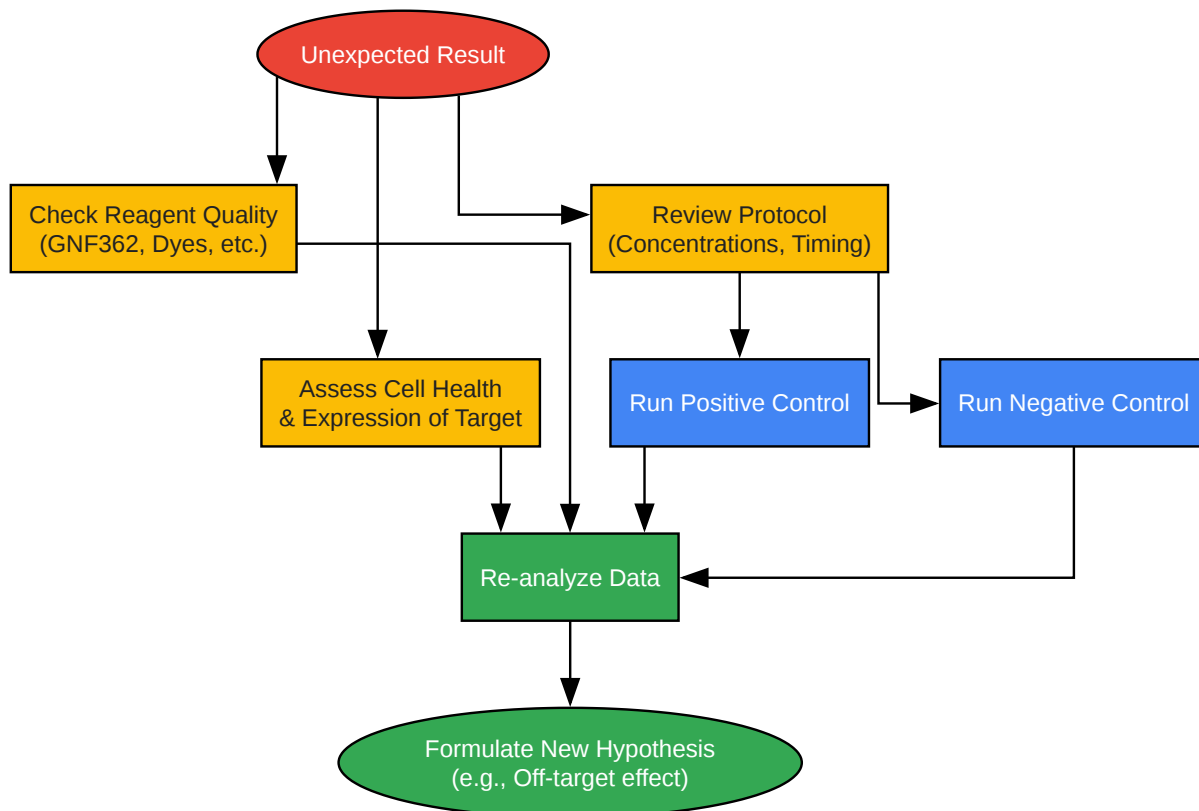 Unexpected Result
Check Reagent Quality
(GNF362, Dyes, etc.)
Review Protocol
(Concentrations, Timing)
Assess Cell Health
& Expression of Target
Run Positive Control
Run Negative Control
Re-analyze Data
Formulate New Hypothesis
(e.g., Off-target effect)